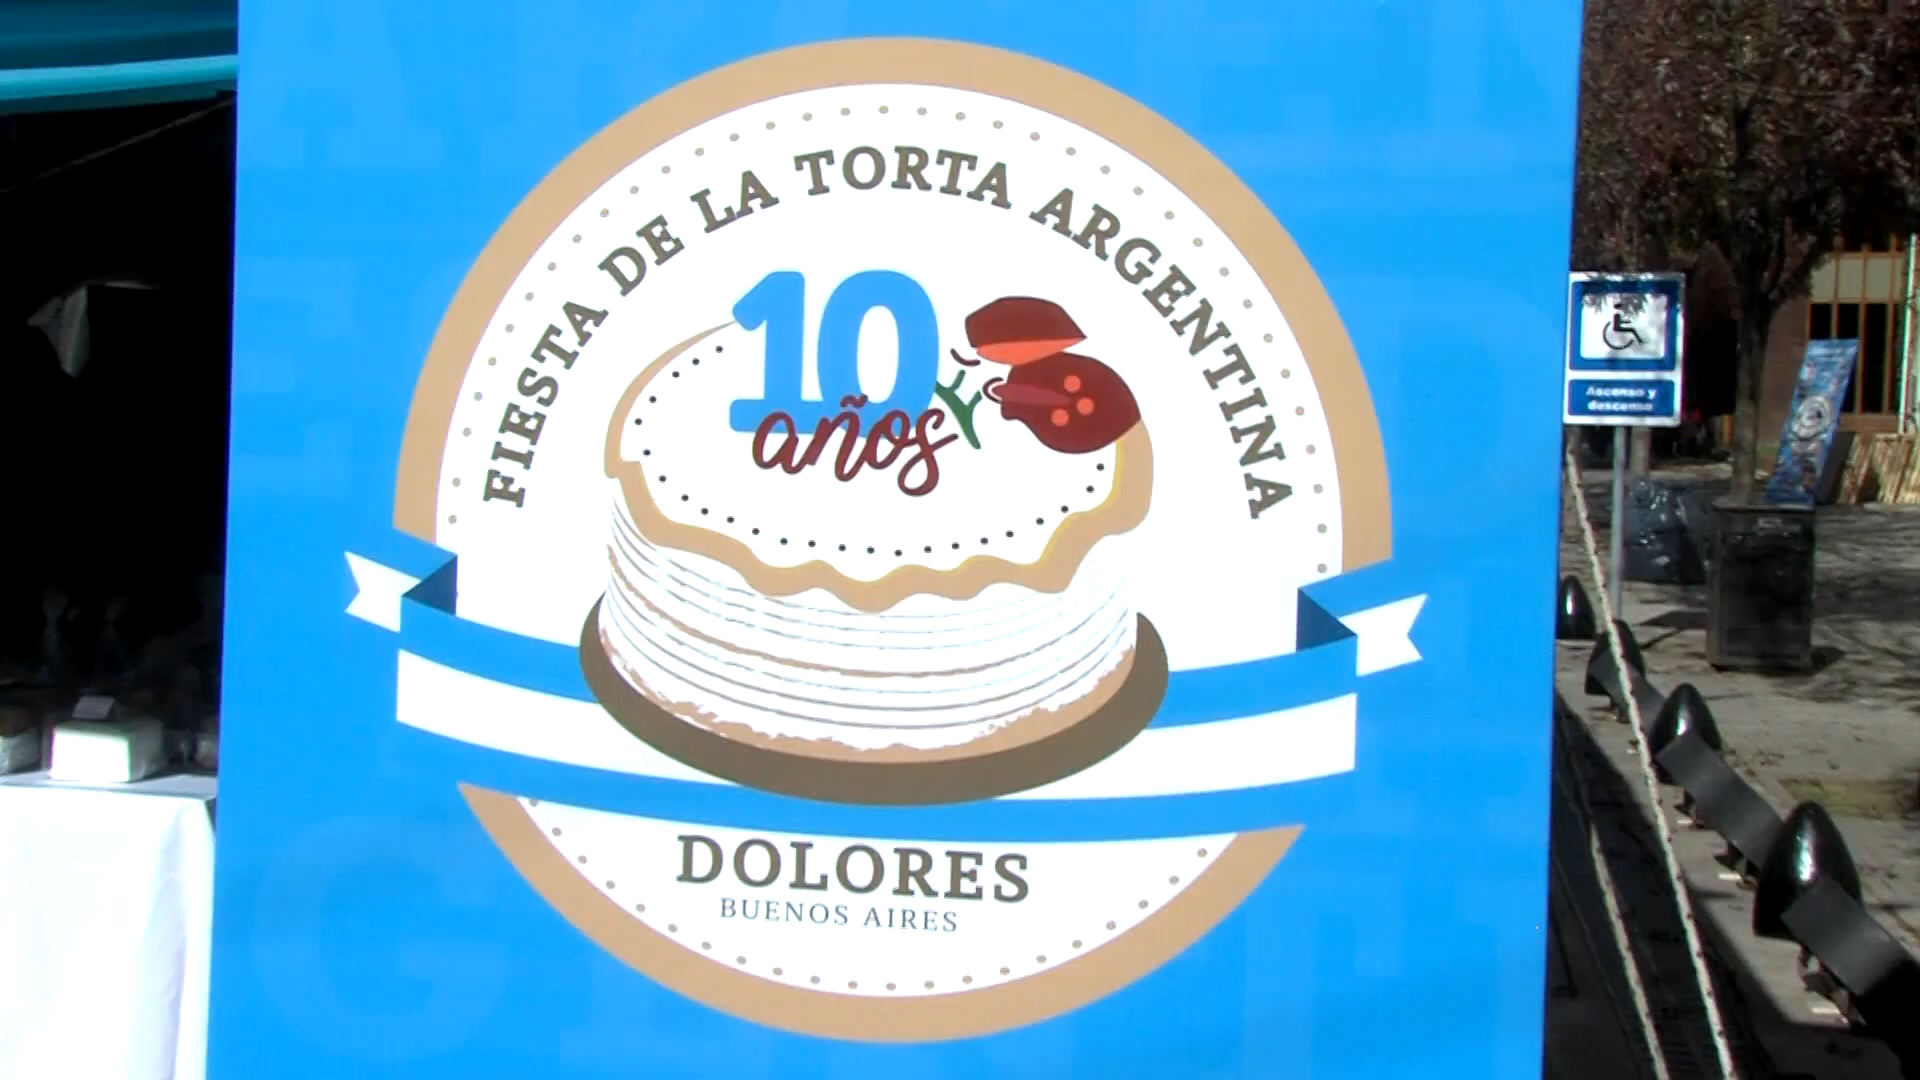 FIESTA DE LA TORTA ARGENTINA
10
años
DOLORES
BUENOS AIRES
Ascenso y
descenso